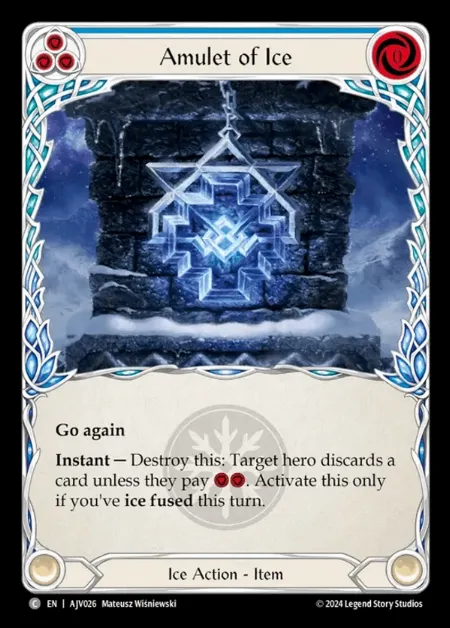 Amulet of Ice
0
Go again
Instant — Destroy this: Target hero discards a
card unless they pay . Activate this only
if you've ice fused this turn.
Ice Action - Item
C EN | AJV026 Mateusz Wiśniewski
© 2024 Legend Story Studios